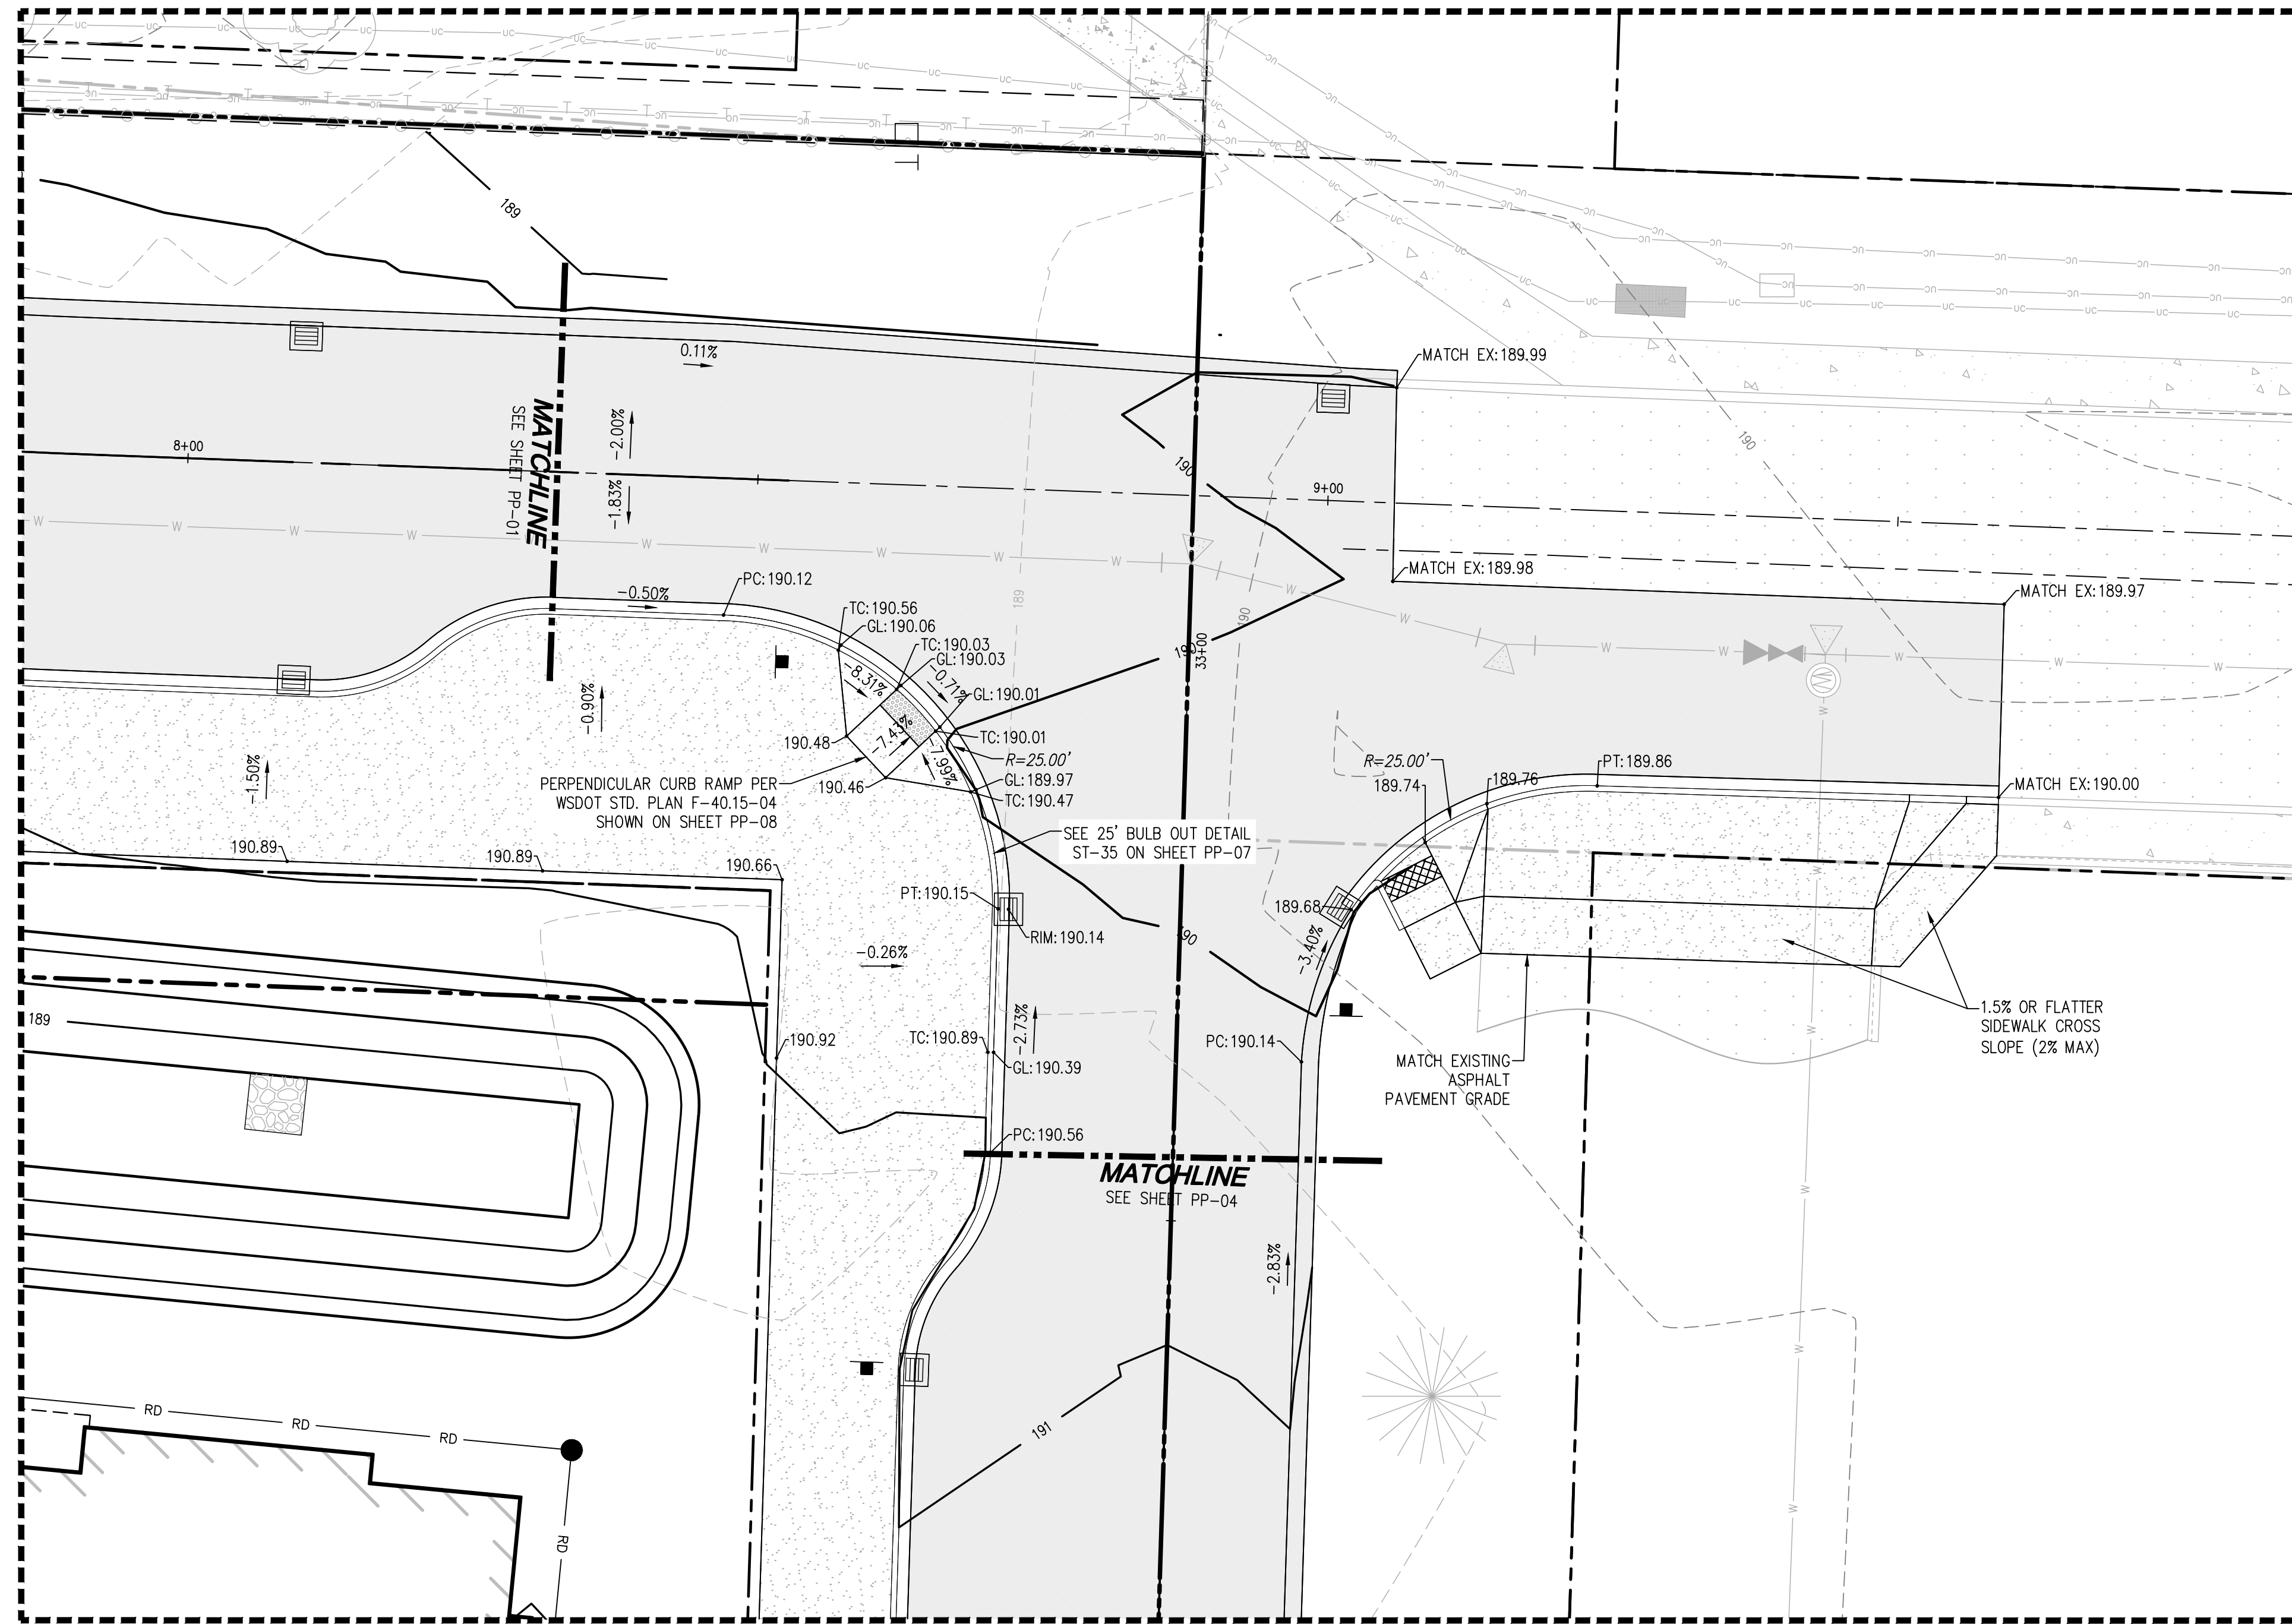 189
0.11%
MATCH EX:189.99
MATCHLINE
SEE SHEET PP-01
-2.00%
-1.83%
8+00
190
9+00
190
W W W W W W W W W W
MATCH EX:189.98
MATCH EX:189.97
-0.50%
PC:190.12
TC:190.56
GL:190.06
TC:190.03
GL:190.03
-8.31%
-0.71%
GL:190.01
189
190
190
33+00
-0.90%
-7.43%
190.48
TC:190.01
R=25.00'
-7.99%
GL:189.97
TC:190.47
190.46
-1.50%
PERPENDICULAR CURB RAMP PER
WSDOT STD. PLAN F-40.15-04
SHOWN ON SHEET PP-08
R=25.00'
189.74
189.76
PT:189.86
MATCH EX:190.00
SEE 25' BULB OUT DETAIL
ST-35 ON SHEET PP-07
190.89
190.89
190.66
PT:190.15
RIM:190.14
189.68
190
-0.26%
-3.40%
189
-2.73%
190.92
TC:190.89
GL:190.39
PC:190.14
MATCH EXISTING
ASPHALT
PAVEMENT GRADE
1.5% OR FLATTER
SIDEWALK CROSS
SLOPE (2% MAX)
PC:190.56
MATCHLINE
SEE SHEET PP-04
-2.83%
191
RD RD RD
RD